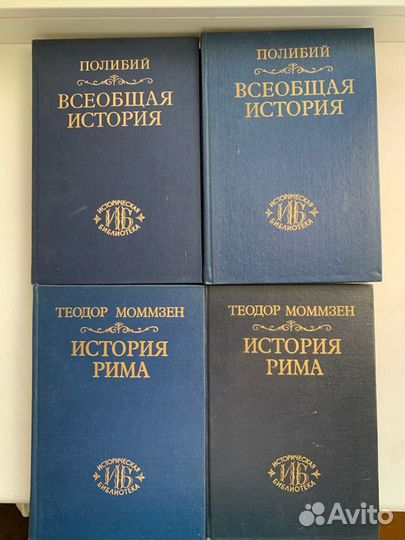 ПОЛИБИЙ
ВСЕОБЩАЯ
ИСТОРИЯ
ИСТОРИЧЕСКАЯ
ИБ
БИБЛИОТЕКА
ПОЛИБИЙ
ВСЕОБЩАЯ
ИСТОРИЯ
ИСТОРИЧЕСКАЯ
ИБ
БИБЛИОТЕКА
ТЕОДОР МОММЗЕН
ИСТОРИЯ
РИМА
ИСТОРИЧЕСКАЯ
ИБ
БИБЛИОТЕКА
ТЕОДОР МОММЗЕН
ИСТОРИЯ
РИМА
ИСТОРИЧЕСКАЯ
ИБ
БИБЛИОТЕКА
Avito